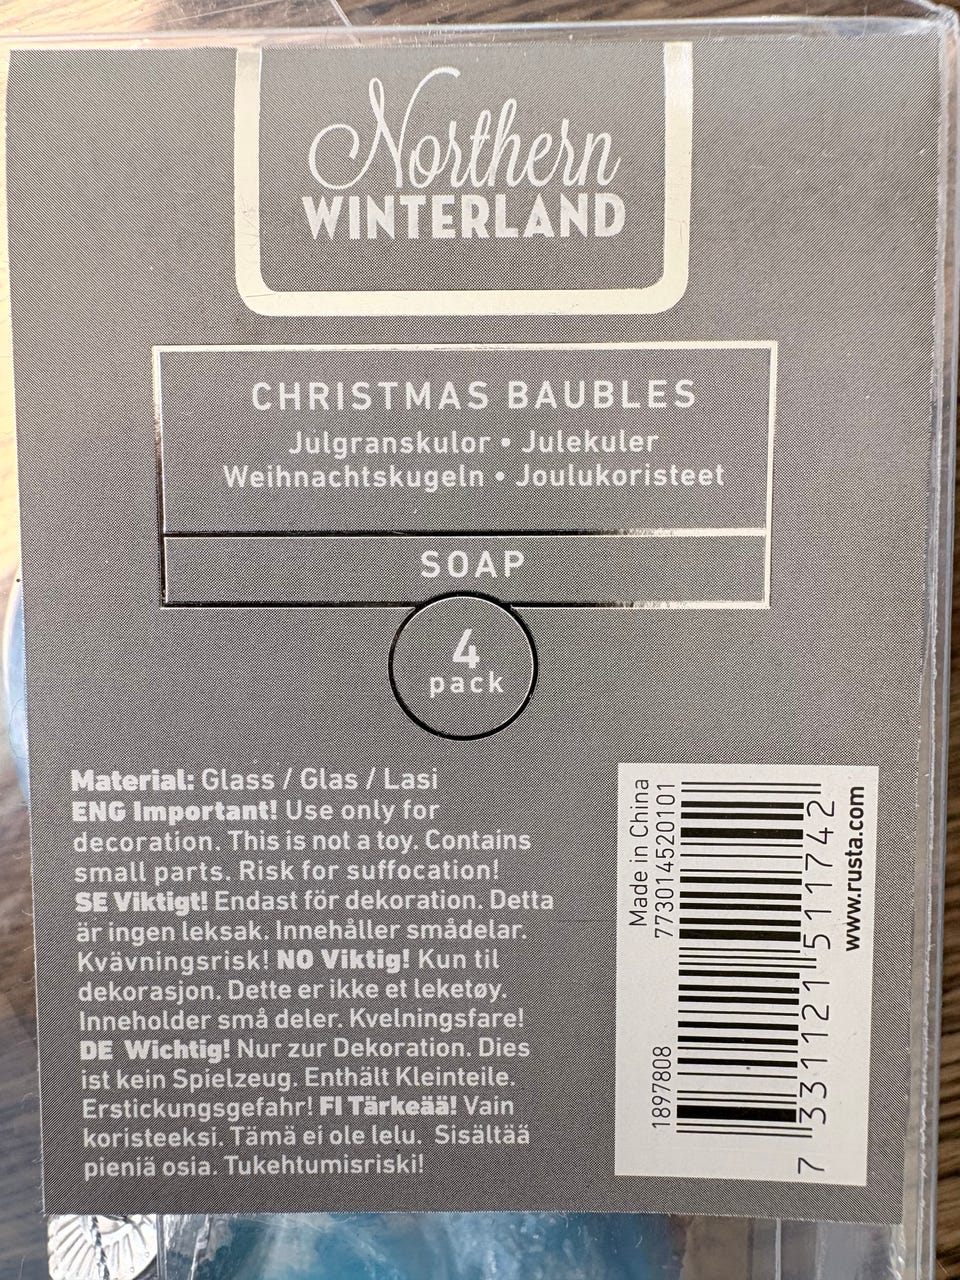 Northern
WINTERLAND
CHRISTMAS BAUBLES
Julgranskulor • Julekuler
Weihnachtskugeln • Joulukoristeet
SOAP
4
pack
Material: Glass / Glas / Lasi
ENG Important! Use only for
decoration. This is not a toy. Contains
small parts. Risk for suffocation!
SE Viktigt! Endast för dekoration. Detta
är ingen leksak. Innehåller smådelar.
Kvävningsrisk! NO Viktig! Kun til
dekorasjon. Dette er ikke et leketøy.
Inneholder små deler. Kvelningsfare!
DE Wichtig! Nur zur Dekoration. Dies
ist kein Spielzeug. Enthält Kleinteile.
Erstickungsgefahr! FI Tärkeää! Vain
koristeeksi. Tämä ei ole lelu. Sisältää
pieniä osia. Tukehtumisriski!
Made in China
773014520101
1897808
7 331121 511742
www.rusta.com